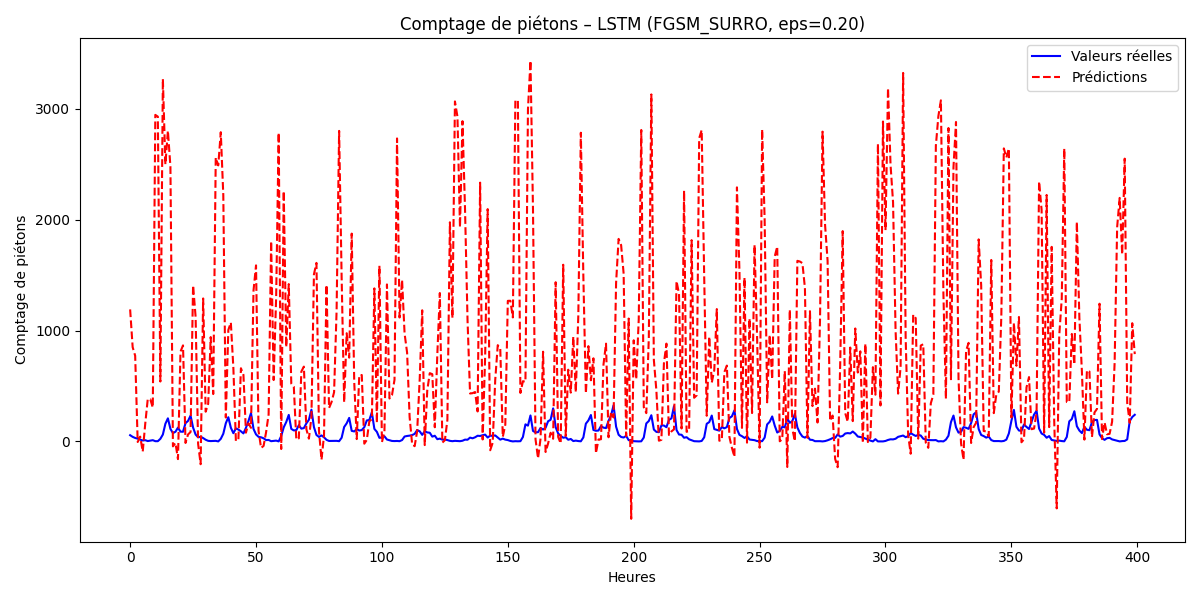 Comptage de piétons – LSTM (FGSM_SURRO, eps=0.20)
Valeurs réelles
Prédictions
Comptage de piétons
3000
2000
1000
0
0 50 100 150 200 250 300 350 400
Heures